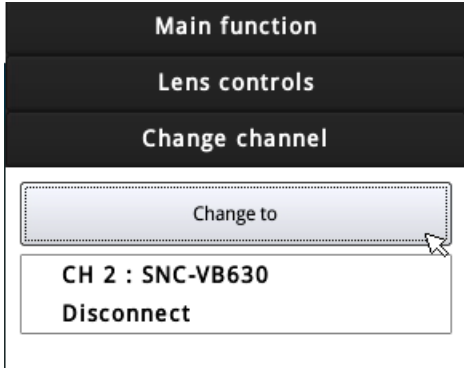 Main function
Lens controls
Change channel
Change to
CH 2 : SNC-VB630
Disconnect